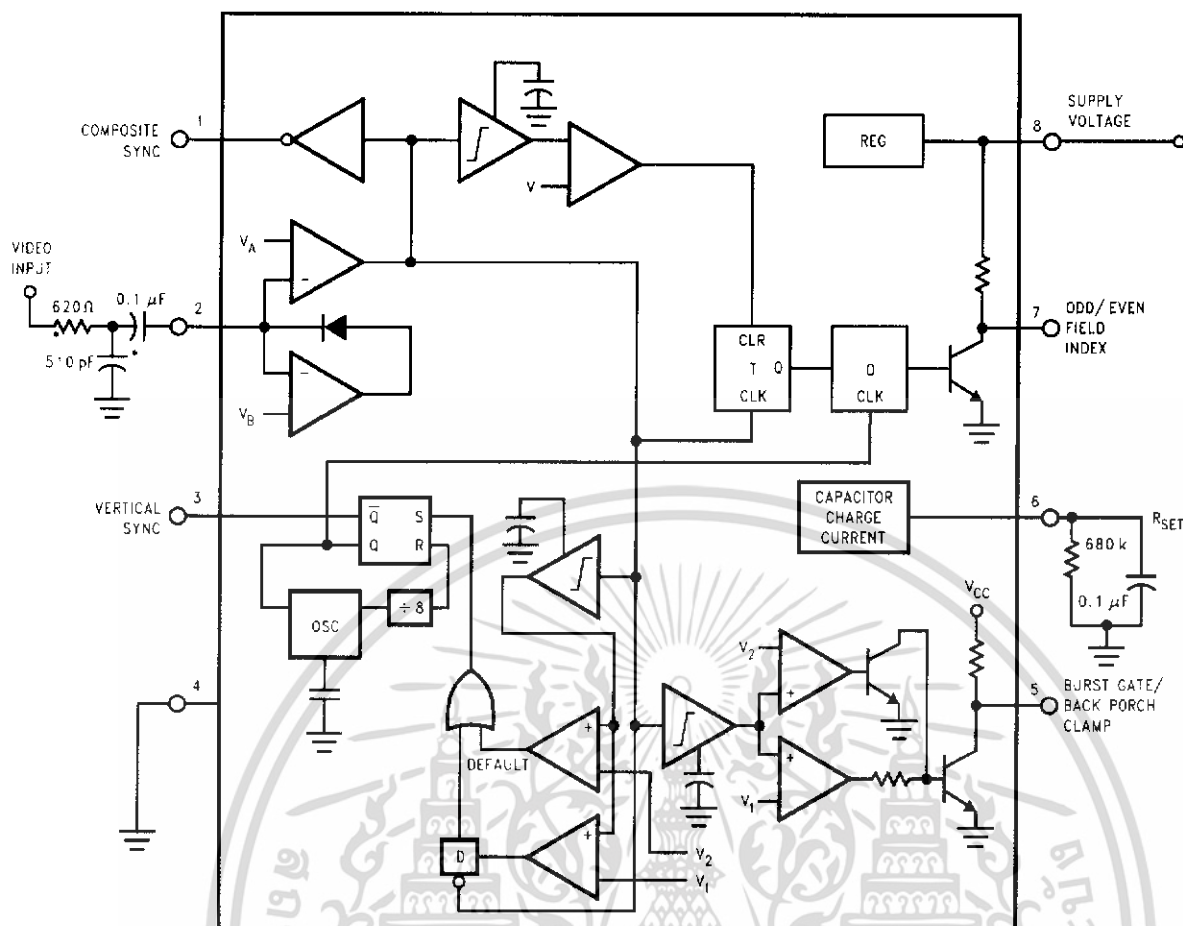 1
COMPOSITE SYNC
V
REG
8
SUPPLY VOLTAGE
VIDEO INPUT
620Ω
0.1 µF
510 pF
2
V_A
V_B
CLR
T Q
CLK
D
CLK
7
ODD/EVEN FIELD INDEX
VERTICAL SYNC
3
Q̅ S
Q R
OSC
÷ 8
CAPACITOR CHARGE CURRENT
6
R_SET
680 k
0.1 µF
V_CC
4
DEFAULT
+
+
D
V_2
V_1
V_2
+
+
V_1
5
BURST GATE/ BACK PORCH CLAMP